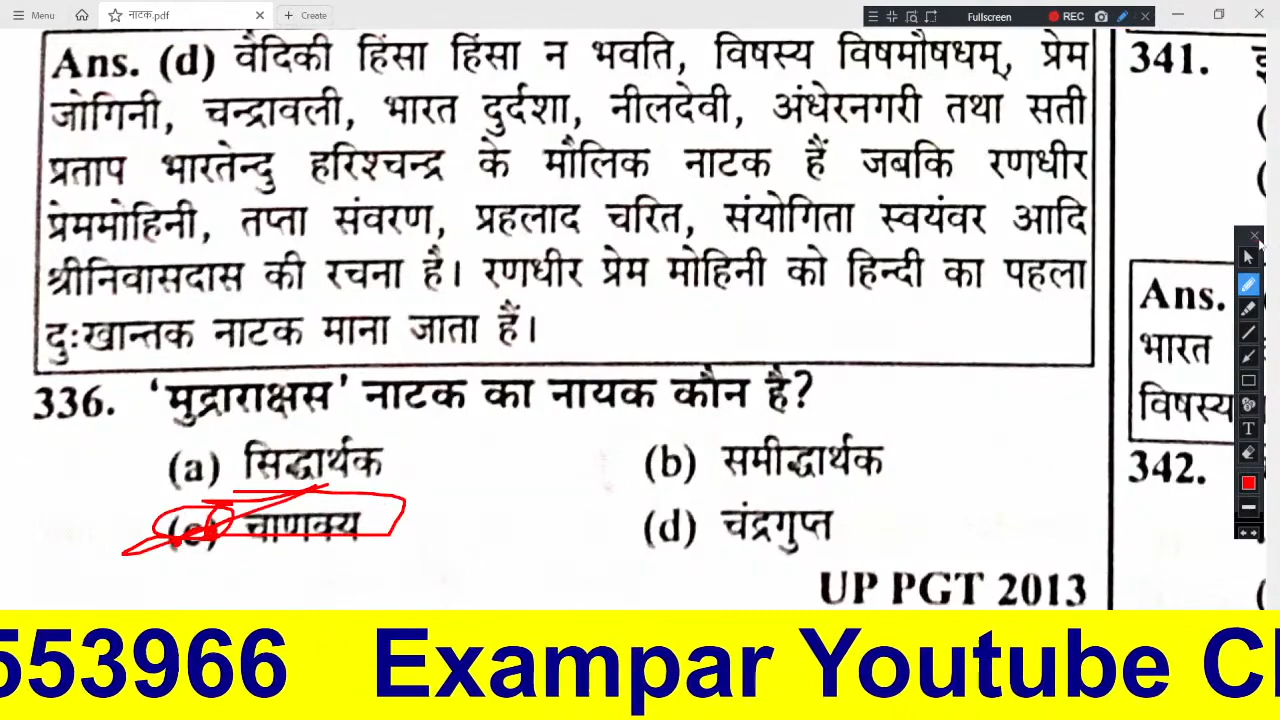 Menu
नाटक.pdf
Create
Fullscreen
REC
Ans. (d) वैदिकी हिंसा हिंसा न भवति, विषस्य विषमौषधम्, प्रेम
जोगिनी, चन्द्रावली, भारत दुर्दशा, नीलदेवी, अंधेरनगरी तथा सती
प्रताप भारतेन्दु हरिश्चन्द्र के मौलिक नाटक हैं जबकि रणधीर
प्रेममोहिनी, तप्ता संवरण, प्रहलाद चरित, संयोगिता स्वयंवर आदि
श्रीनिवासदास की रचना है। रणधीर प्रेम मोहिनी को हिन्दी का पहला
दुःखान्तक नाटक माना जाता हैं।
336. 'मुद्राराक्षस' नाटक का नायक कौन है?
(a) सिद्धार्थक
(b) समीद्धार्थक
(c) चाणक्य
(d) चंद्रगुप्त
UP PGT 2013
341.
Ans.
भारत
विषस्य
342.
T
553966 Exampar Youtube C